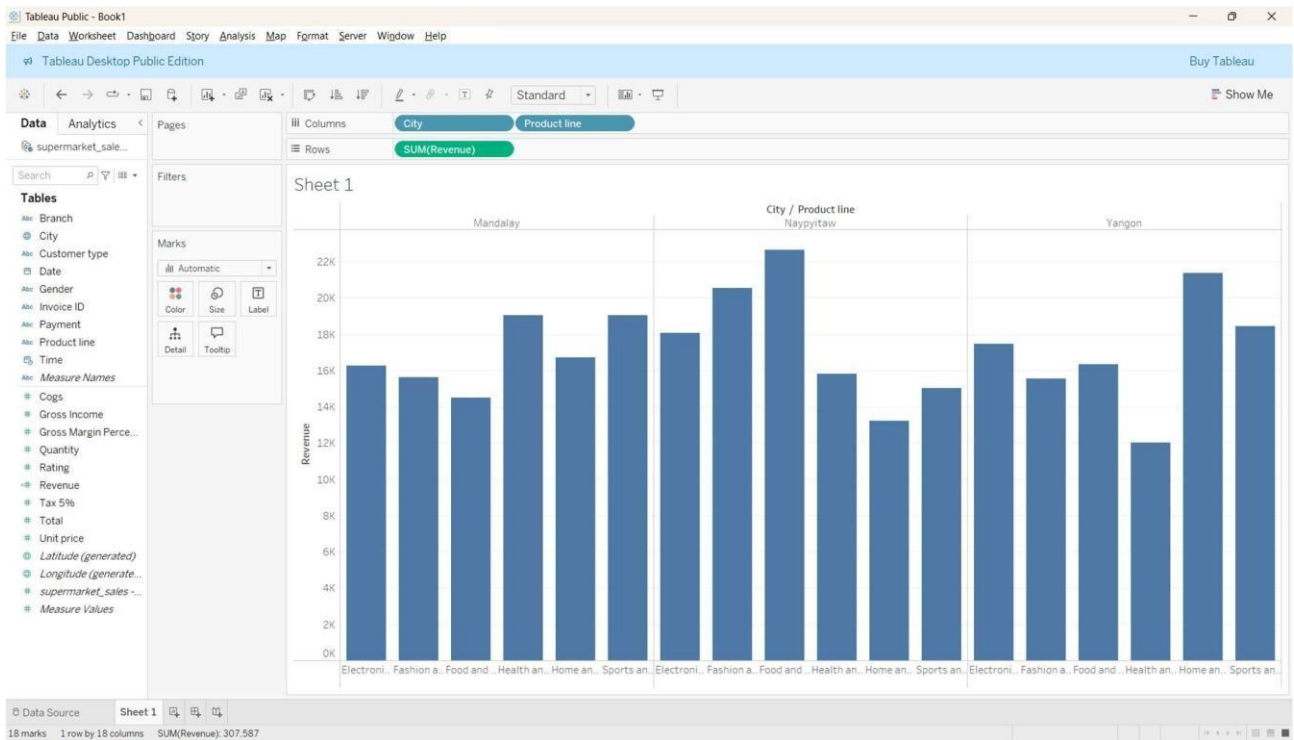 Tableau Public - Book1
File Data Worksheet Dashboard Story Analysis Map Format Server Window Help
Tableau Desktop Public Edition
Buy Tableau
Standard
Show Me
Data Analytics
Pages
Columns City Product line
supermarket_sale...
Rows SUM(Revenue)
Search
Filters
Tables
Abc Branch
City
Abc Customer type
Date
Abc Gender
Abc Invoice ID
Abc Payment
Abc Product line
Time
Abc Measure Names
# Cogs
# Gross Income
# Gross Margin Perce...
# Quantity
# Rating
=# Revenue
# Tax 5%
# Total
# Unit price
Latitude (generated)
Longitude (generate...
# supermarket_sales -...
# Measure Values
Marks
Automatic
Color Size Label
Detail Tooltip
Sheet 1
City / Product line
Mandalay Naypyitaw Yangon
Revenue
22K
20K
18K
16K
14K
12K
10K
8K
6K
4K
2K
0K
Electroni.. Fashion a.. Food and .. Health an.. Home an.. Sports an.. Electroni.. Fashion a.. Food and .. Health an.. Home an.. Sports an.. Electroni.. Fashion a.. Food and .. Health an.. Home an.. Sports an..
Data Source Sheet 1
18 marks 1 row by 18 columns SUM(Revenue): 307.587